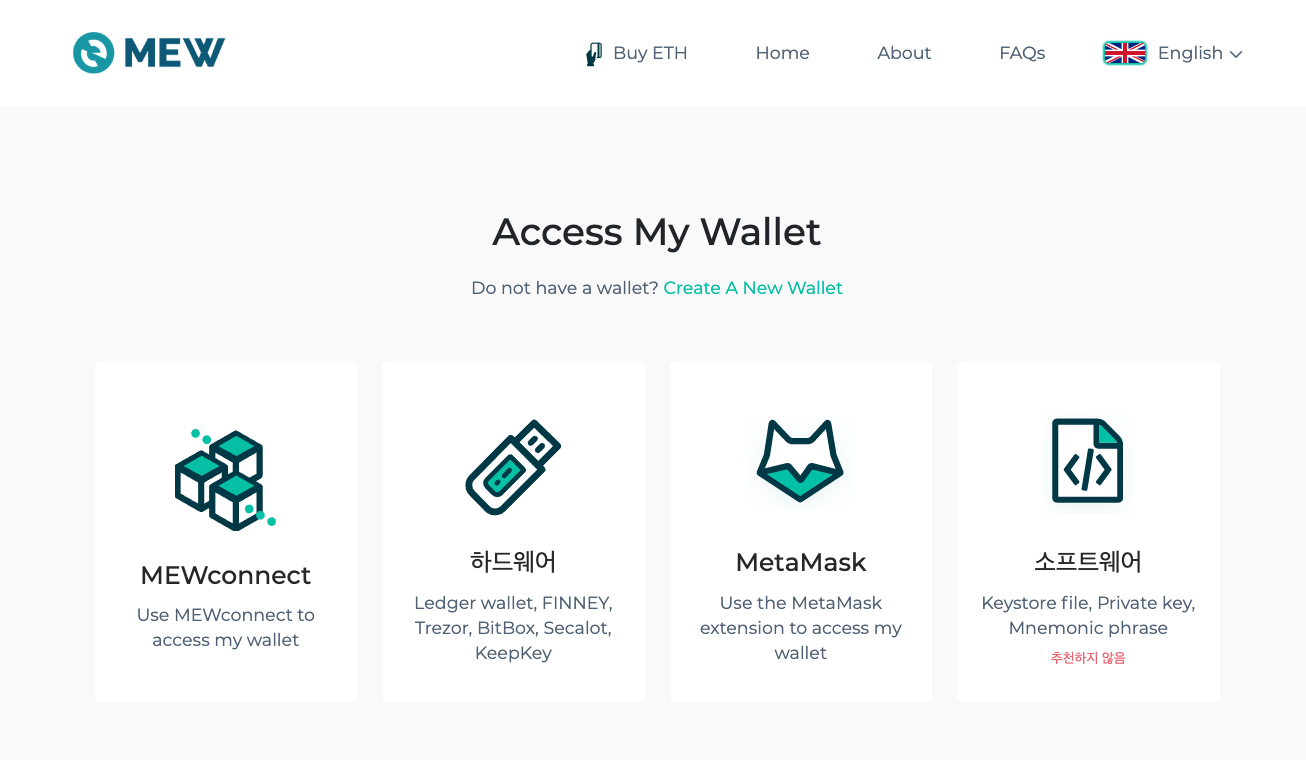 MEW
Buy ETH
Home
About
FAQs
English
Access My Wallet
Do not have a wallet? Create A New Wallet
MEWconnect
Use MEWconnect to
access my wallet
하드웨어
Ledger wallet, FINNEY,
Trezor, BitBox, Secalot,
KeepKey
MetaMask
Use the MetaMask
extension to access my
wallet
소프트웨어
Keystore file, Private key,
Mnemonic phrase
추천하지 않음